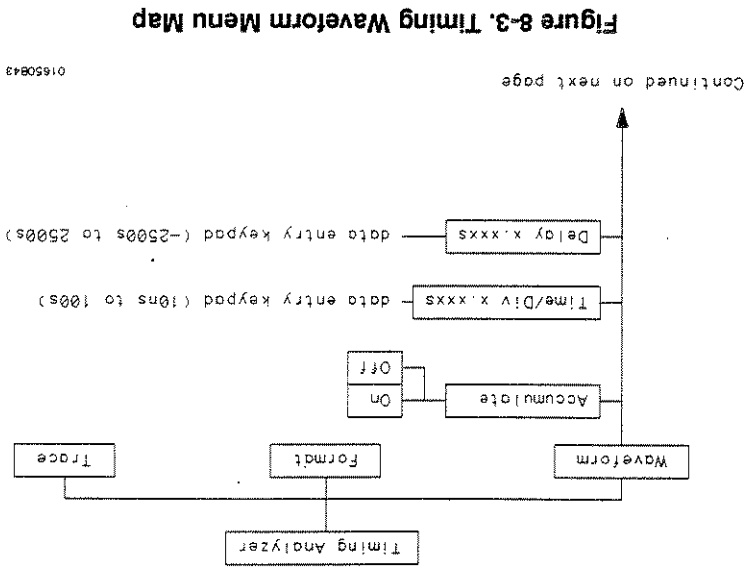 Timing Analyzer
Waveform
Format
Trace
Accumulate
On
Off
Time/Div x.xxxs
data entry keypad (10ns to 100s)
Delay x.xxxs
data entry keypad (-2500s to 2500s)
Continued on next page
01650B43
Figure 8-3. Timing Waveform Menu Map